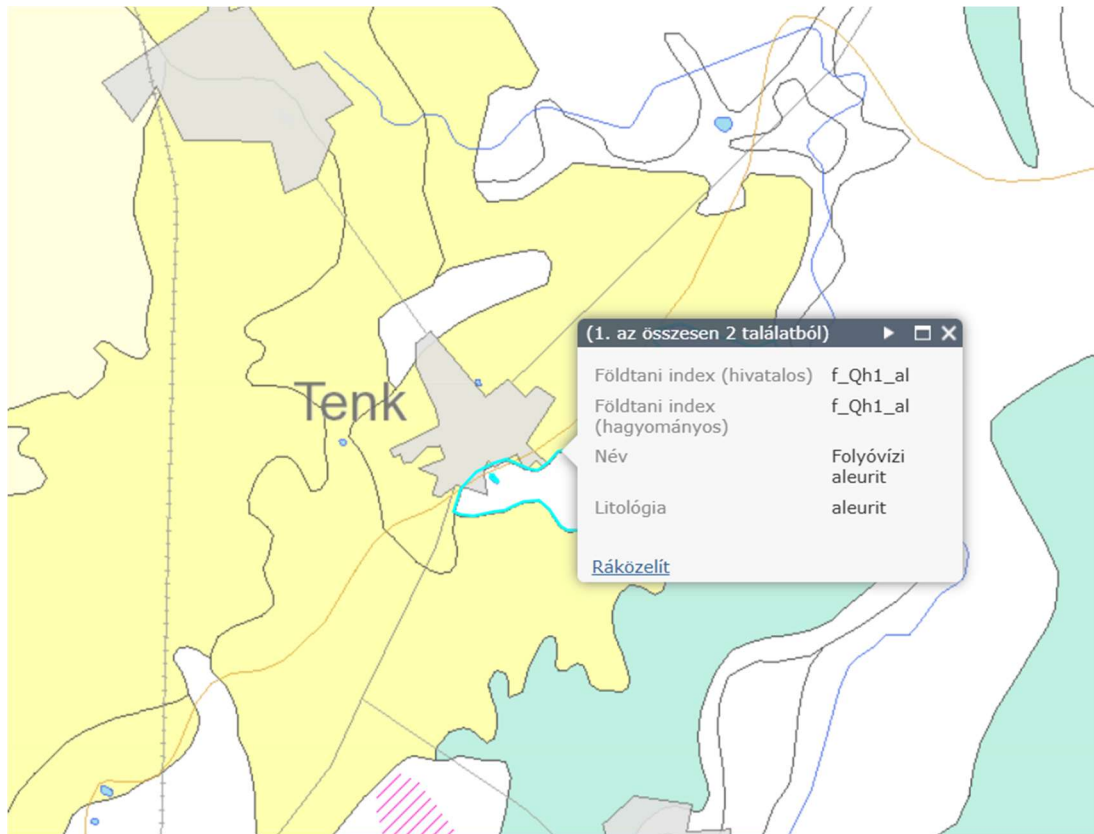 Tenk
(1. az összesen 2 találatból)
Földtani index (hivatalos) f_Qh1_al
Földtani index (hagyományos) f_Qh1_al
Név Folyóvízi aleurit
Litológia aleurit
Ráközelít